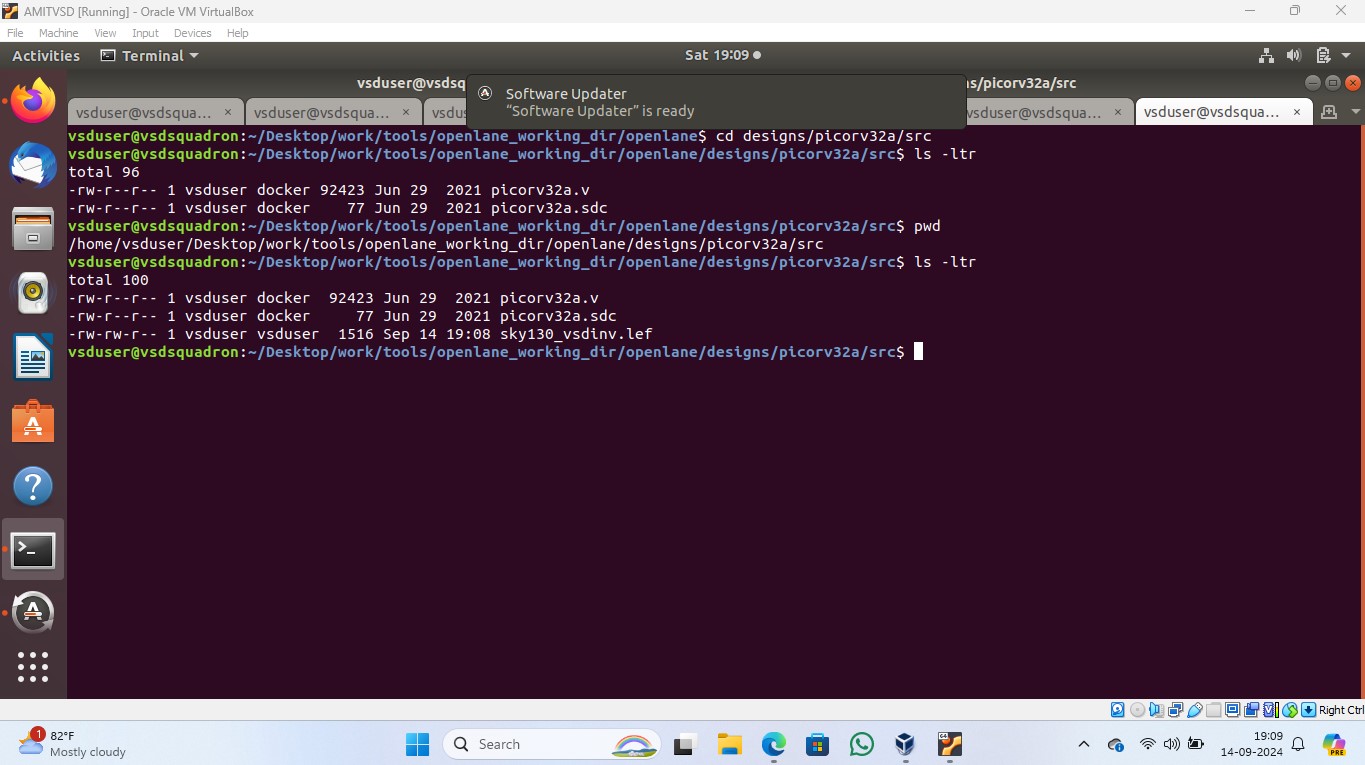 AMITVSD [Running] - Oracle VM VirtualBox
File Machine View Input Devices Help
Activities Terminal Sat 19:09
vsduser@vsdsq s/picorv32a/src
Software Updater
“Software Updater” is ready
vsduser@vsdsqua... × vsduser@vsdsqua... × vsdu vsduser@vsdsqua... × vsduser@vsdsqua... ×
vsduser@vsdsquadron:~/Desktop/work/tools/openlane_working_dir/openlane$ cd designs/picorv32a/src
vsduser@vsdsquadron:~/Desktop/work/tools/openlane_working_dir/openlane/designs/picorv32a/src$ ls -ltr
total 96
-rw-r--r-- 1 vsduser docker 92423 Jun 29  2021 picorv32a.v
-rw-r--r-- 1 vsduser docker    77 Jun 29  2021 picorv32a.sdc
vsduser@vsdsquadron:~/Desktop/work/tools/openlane_working_dir/openlane/designs/picorv32a/src$ pwd
/home/vsduser/Desktop/work/tools/openlane_working_dir/openlane/designs/picorv32a/src
vsduser@vsdsquadron:~/Desktop/work/tools/openlane_working_dir/openlane/designs/picorv32a/src$ ls -ltr
total 100
-rw-r--r-- 1 vsduser docker  92423 Jun 29  2021 picorv32a.v
-rw-r--r-- 1 vsduser docker     77 Jun 29  2021 picorv32a.sdc
-rw-rw-r-- 1 vsduser vsduser  1516 Sep 14 19:08 sky130_vsdinv.lef
vsduser@vsdsquadron:~/Desktop/work/tools/openlane_working_dir/openlane/designs/picorv32a/src$
Right Ctrl
1
82°F
Mostly cloudy
Search
19:09
14-09-2024
PRE